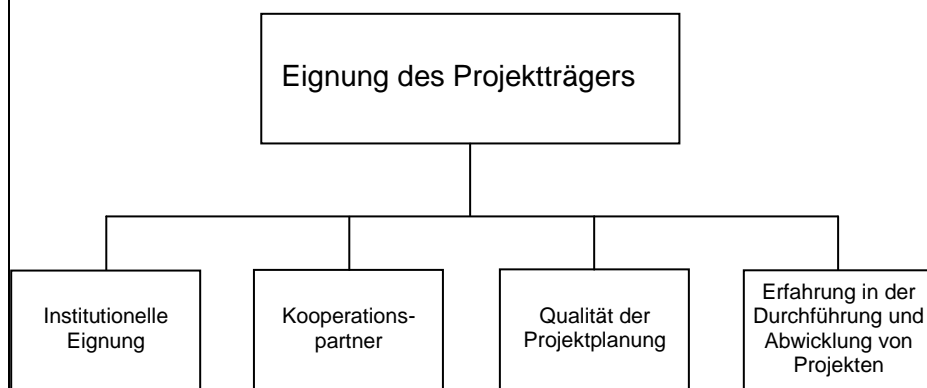 Eignung des Projektträgers
Institutionelle
Eignung
Kooperations-
partner
Qualität der
Projektplanung
Erfahrung in der
Durchführung und
Abwicklung von
Projekten